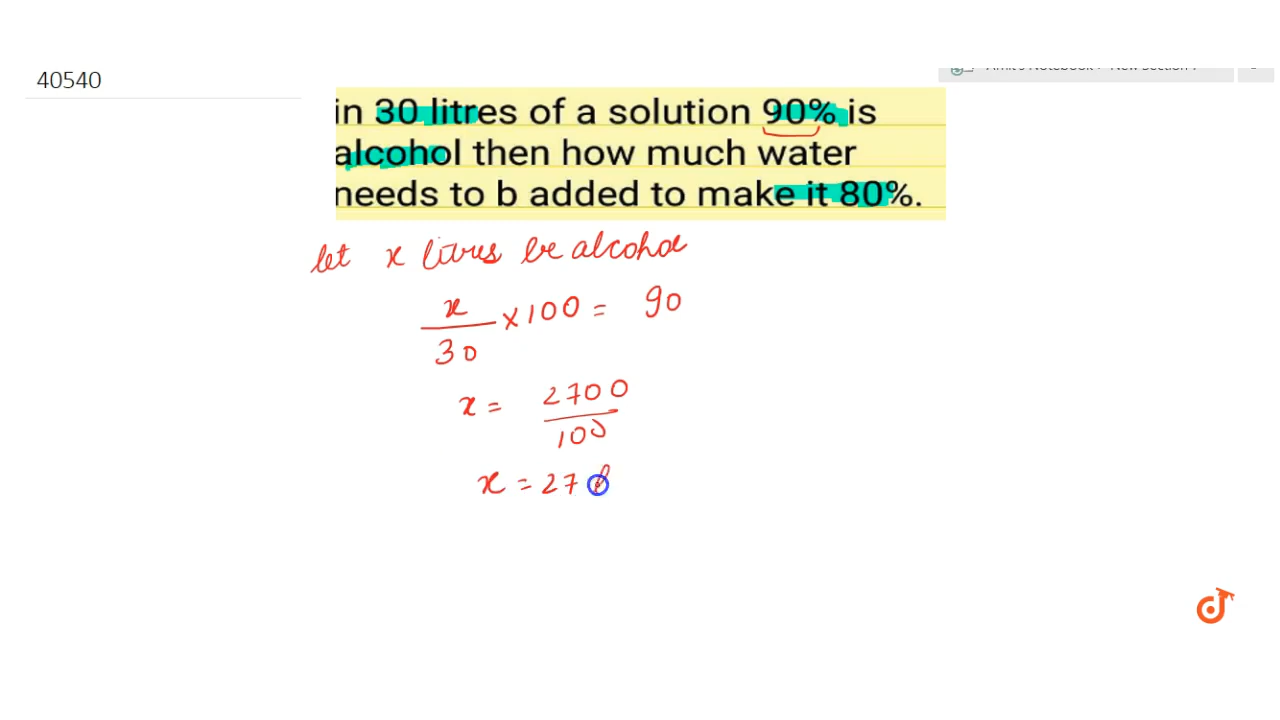 40540
in 30 litres of a solution 90% is
alcohol then how much water
needs to b added to make it 80%.
let x litres be alcohol
x/30 × 100 = 90
x = 2700/100
x = 27 l